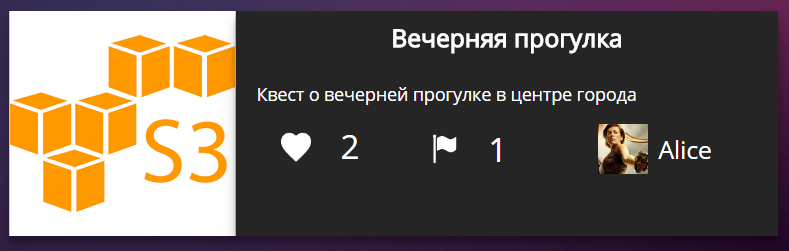 Вечерняя прогулка
Квест о вечерней прогулке в центре города
2 1 Alice
S3